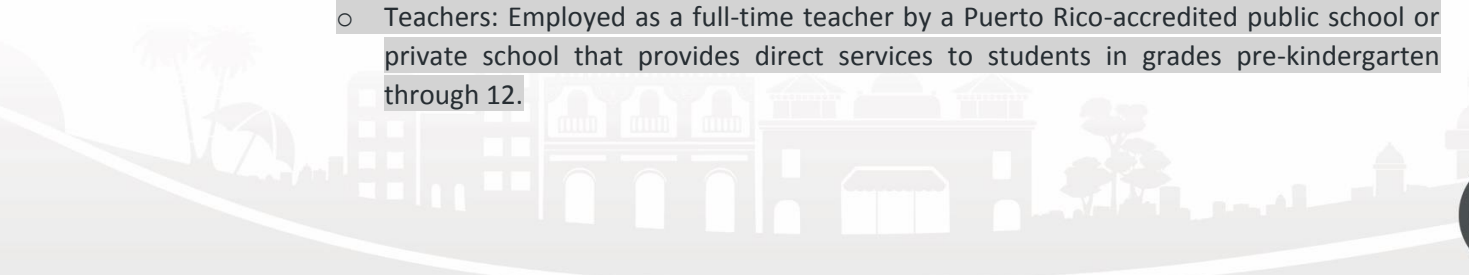 o Teachers: Employed as a full-time teacher by a Puerto Rico-accredited public school or
private school that provides direct services to students in grades pre-kindergarten
through 12.